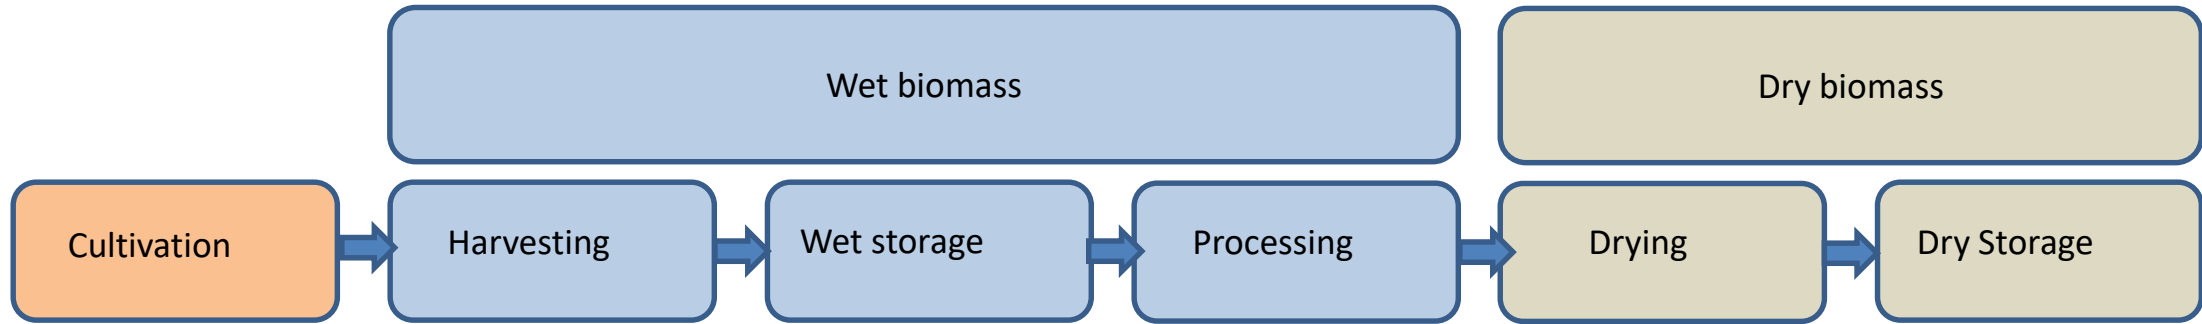 Wet biomass
Dry biomass
Cultivation
Harvesting
Wet storage
Processing
Drying
Dry Storage